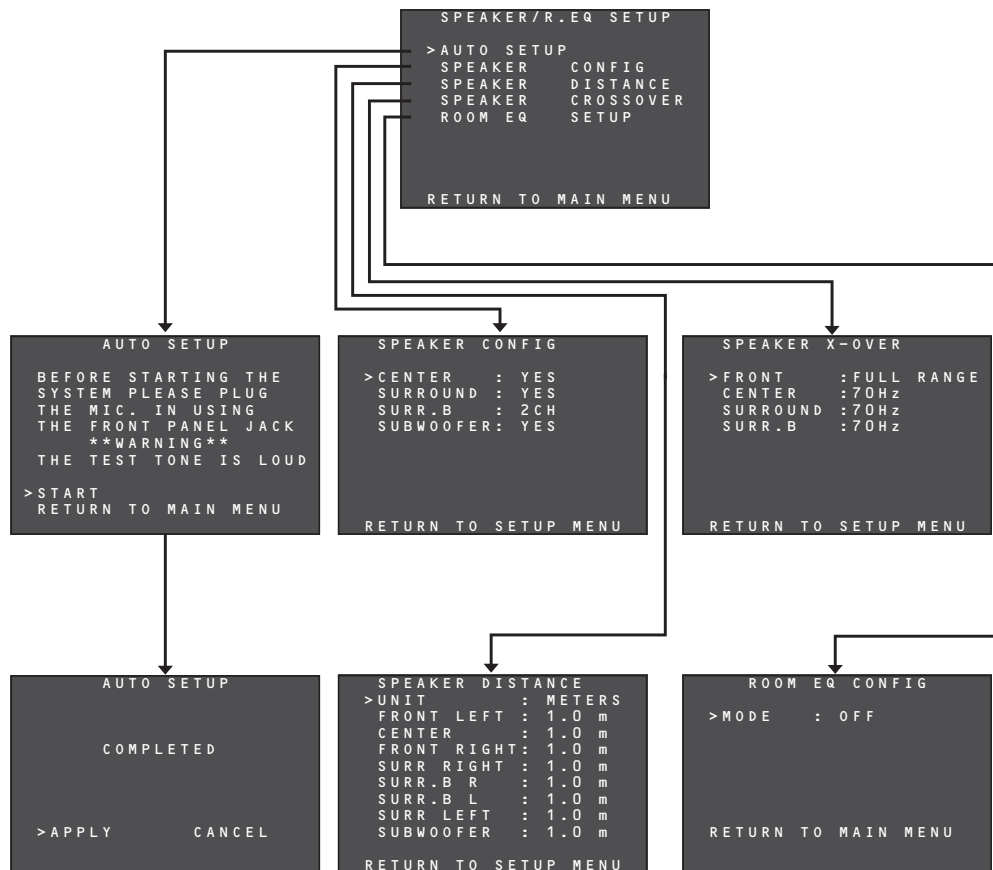 SPEAKER/R.EQ SETUP
>AUTO SETUP
SPEAKER CONFIG
SPEAKER DISTANCE
SPEAKER CROSSOVER
ROOM EQ SETUP
RETURN TO MAIN MENU
AUTO SETUP
BEFORE STARTING THE
SYSTEM PLEASE PLUG
THE MIC. IN USING
THE FRONT PANEL JACK
**WARNING**
THE TEST TONE IS LOUD
>START
RETURN TO MAIN MENU
SPEAKER CONFIG
>CENTER : YES
SURROUND : YES
SURR.B : 2CH
SUBWOOFER: YES
RETURN TO SETUP MENU
SPEAKER X-OVER
>FRONT :FULL RANGE
CENTER :70Hz
SURROUND :70Hz
SURR.B :70Hz
RETURN TO SETUP MENU
AUTO SETUP
COMPLETED
>APPLY CANCEL
SPEAKER DISTANCE
>UNIT : METERS
FRONT LEFT : 1.0 m
CENTER : 1.0 m
FRONT RIGHT: 1.0 m
SURR RIGHT : 1.0 m
SURR.B R : 1.0 m
SURR.B L : 1.0 m
SURR LEFT : 1.0 m
SUBWOOFER : 1.0 m
RETURN TO SETUP MENU
ROOM EQ CONFIG
>MODE : OFF
RETURN TO MAIN MENU